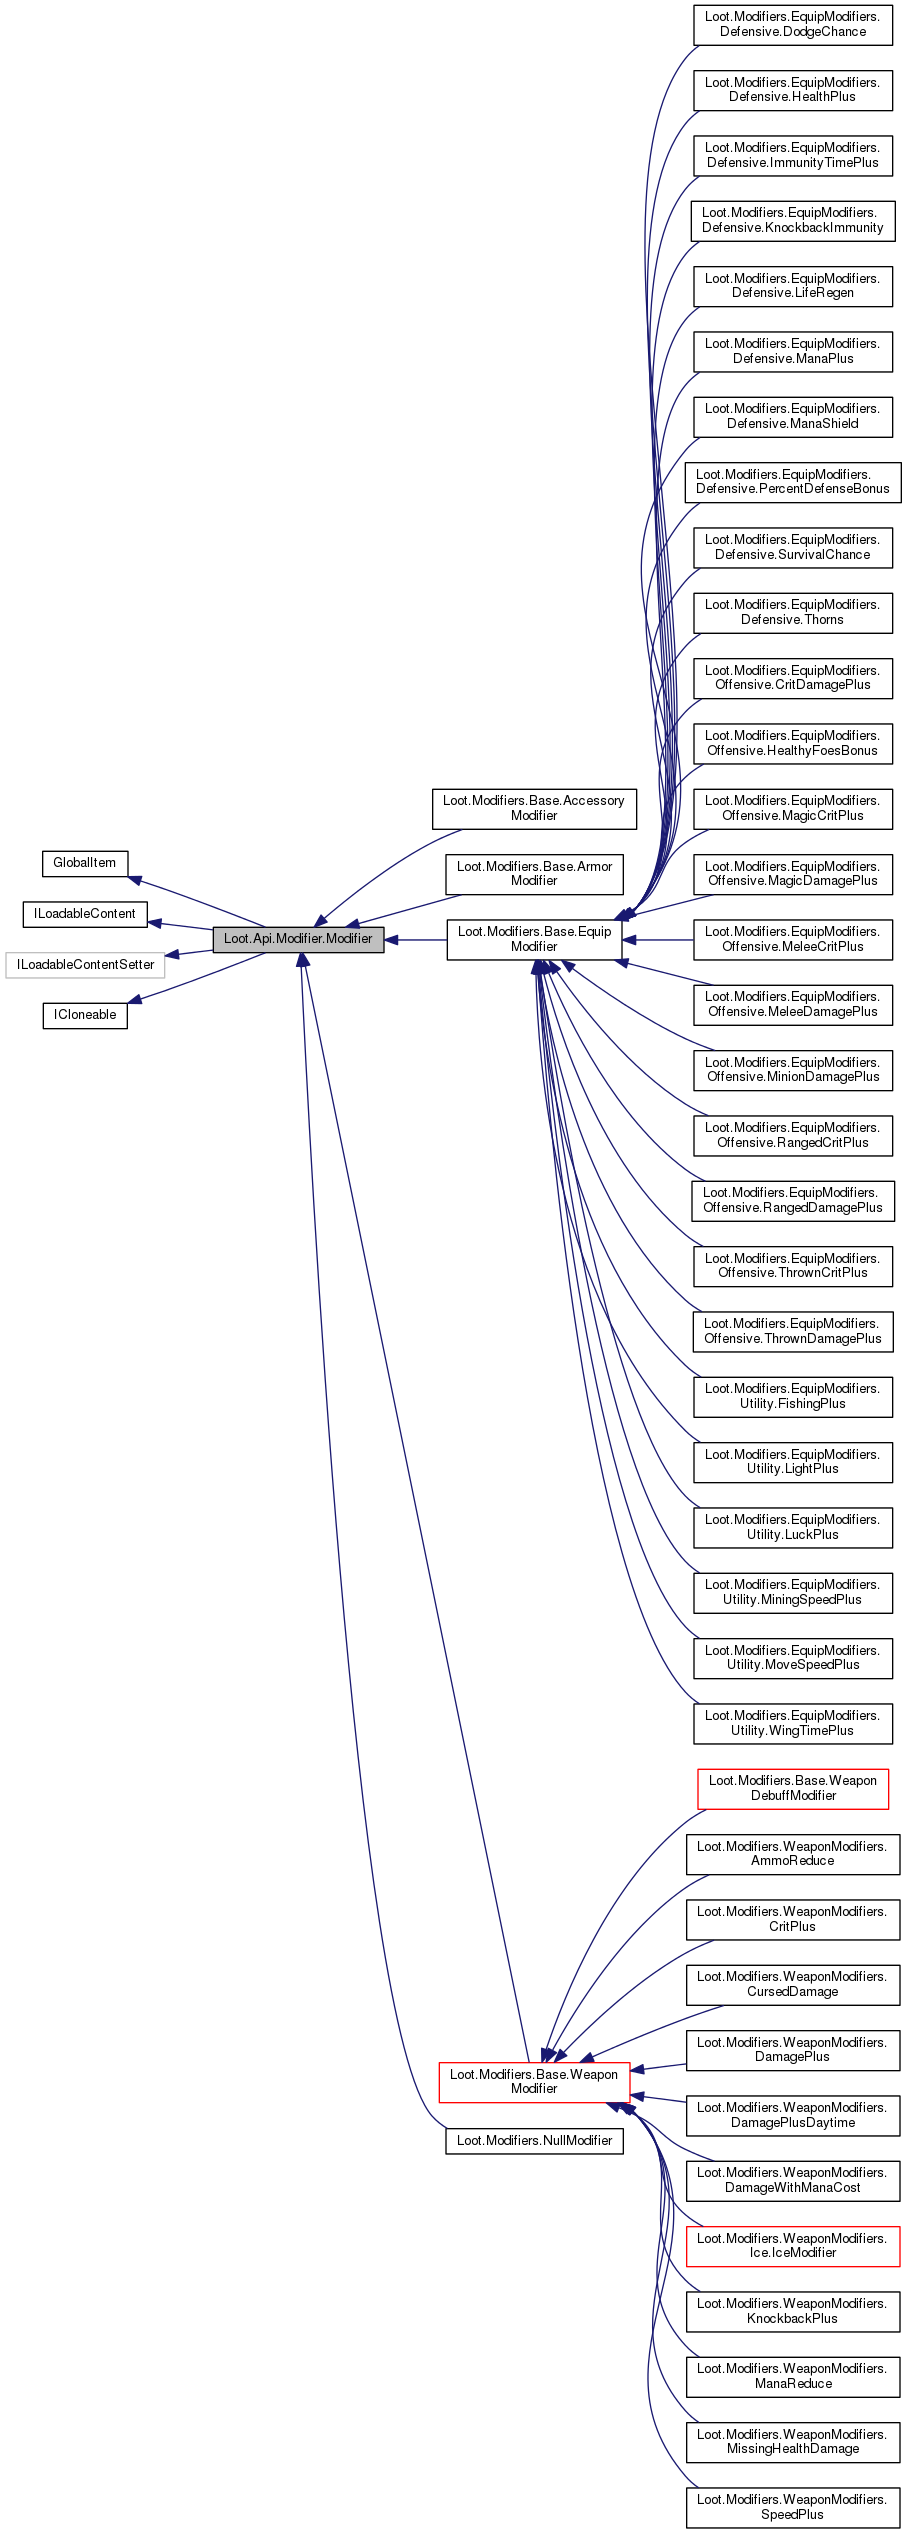 GlobalItem
ILoadableContent
ILoadableContentSetter
ICloneable
Loot.Api.Modifier.Modifier
Loot.Modifiers.Base.Accessory
Modifier
Loot.Modifiers.Base.Armor
Modifier
Loot.Modifiers.Base.Equip
Modifier
Loot.Modifiers.Base.Weapon
Modifier
Loot.Modifiers.NullModifier
Loot.Modifiers.EquipModifiers.
Defensive.DodgeChance
Loot.Modifiers.EquipModifiers.
Defensive.HealthPlus
Loot.Modifiers.EquipModifiers.
Defensive.ImmunityTimePlus
Loot.Modifiers.EquipModifiers.
Defensive.KnockbackImmunity
Loot.Modifiers.EquipModifiers.
Defensive.LifeRegen
Loot.Modifiers.EquipModifiers.
Defensive.ManaPlus
Loot.Modifiers.EquipModifiers.
Defensive.ManaShield
Loot.Modifiers.EquipModifiers.
Defensive.PercentDefenseBonus
Loot.Modifiers.EquipModifiers.
Defensive.SurvivalChance
Loot.Modifiers.EquipModifiers.
Defensive.Thorns
Loot.Modifiers.EquipModifiers.
Offensive.CritDamagePlus
Loot.Modifiers.EquipModifiers.
Offensive.HealthyFoesBonus
Loot.Modifiers.EquipModifiers.
Offensive.MagicCritPlus
Loot.Modifiers.EquipModifiers.
Offensive.MagicDamagePlus
Loot.Modifiers.EquipModifiers.
Offensive.MeleeCritPlus
Loot.Modifiers.EquipModifiers.
Offensive.MeleeDamagePlus
Loot.Modifiers.EquipModifiers.
Offensive.MinionDamagePlus
Loot.Modifiers.EquipModifiers.
Offensive.RangedCritPlus
Loot.Modifiers.EquipModifiers.
Offensive.RangedDamagePlus
Loot.Modifiers.EquipModifiers.
Offensive.ThrownCritPlus
Loot.Modifiers.EquipModifiers.
Offensive.ThrownDamagePlus
Loot.Modifiers.EquipModifiers.
Utility.FishingPlus
Loot.Modifiers.EquipModifiers.
Utility.LightPlus
Loot.Modifiers.EquipModifiers.
Utility.LuckPlus
Loot.Modifiers.EquipModifiers.
Utility.MiningSpeedPlus
Loot.Modifiers.EquipModifiers.
Utility.MoveSpeedPlus
Loot.Modifiers.EquipModifiers.
Utility.WingTimePlus
Loot.Modifiers.Base.Weapon
DebuffModifier
Loot.Modifiers.WeaponModifiers.
AmmoReduce
Loot.Modifiers.WeaponModifiers.
CritPlus
Loot.Modifiers.WeaponModifiers.
CursedDamage
Loot.Modifiers.WeaponModifiers.
DamagePlus
Loot.Modifiers.WeaponModifiers.
DamagePlusDaytime
Loot.Modifiers.WeaponModifiers.
DamageWithManaCost
Loot.Modifiers.WeaponModifiers.
Ice.IceModifier
Loot.Modifiers.WeaponModifiers.
KnockbackPlus
Loot.Modifiers.WeaponModifiers.
ManaReduce
Loot.Modifiers.WeaponModifiers.
MissingHealthDamage
Loot.Modifiers.WeaponModifiers.
SpeedPlus